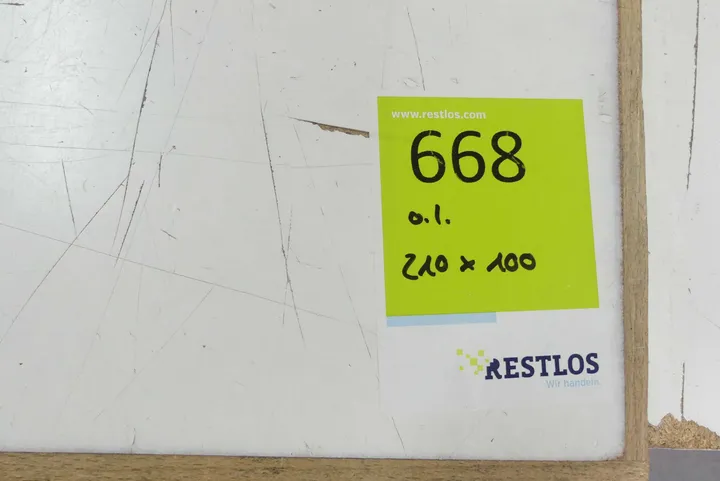 www.restlos.com
668
o.l.
210 x 100
RESTLOS
Wir handeln.